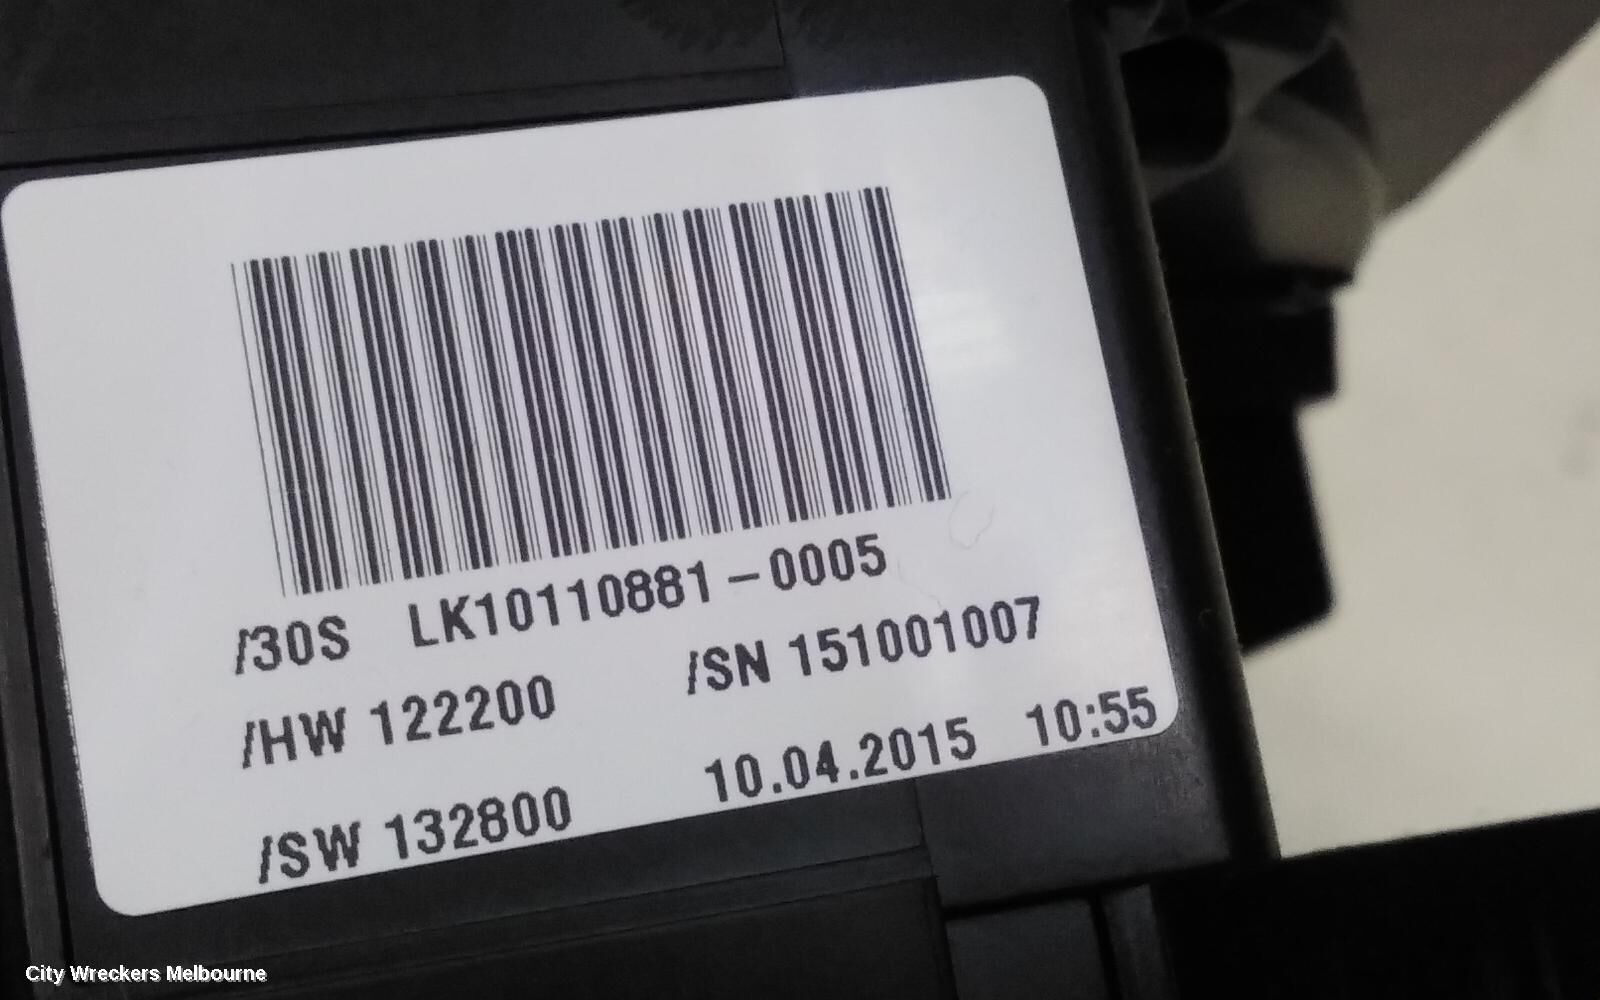 /30S LK10110881-0005
/HW 122200 /SN 151001007
/SW 132800 10.04.2015 10:55
City Wreckers Melbourne